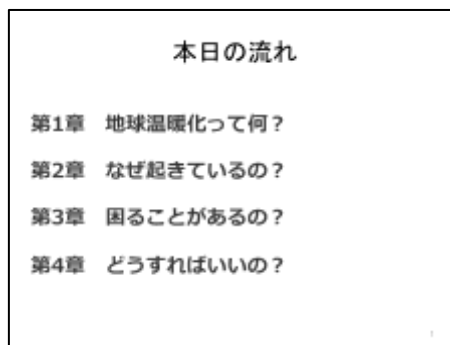 本日の流れ
第1章　地球温暖化って何？
第2章　なぜ起きているの？
第3章　困ることがあるの？
第4章　どうすればいいの？